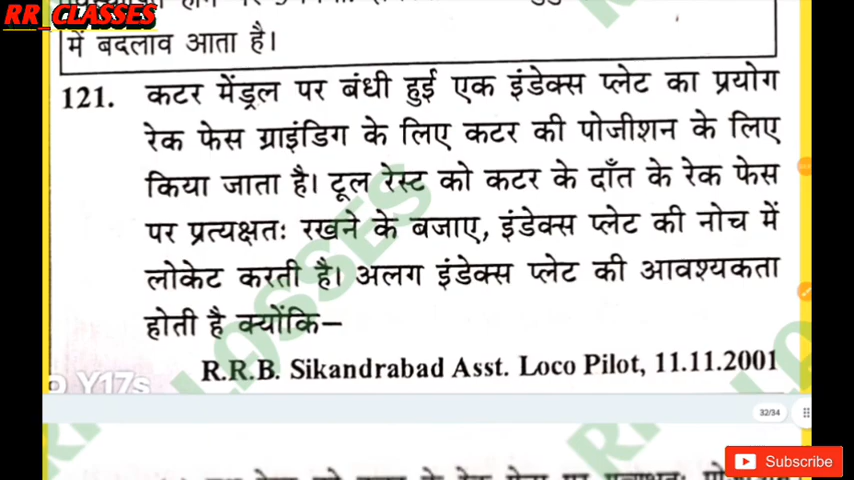 RR_CLASSES
में बदलाव आता है।
121. कटर मेंड्रल पर बंधी हुई एक इंडेक्स प्लेट का प्रयोग
रेक फेस ग्राइंडिग के लिए कटर की पोजीशन के लिए
किया जाता है। टूल रेस्ट को कटर के दाँत के रेक फेस
पर प्रत्यक्षतः रखने के बजाए, इंडेक्स प्लेट की नोच में
लोकेट करती है। अलग इंडेक्स प्लेट की आवश्यकता
होती है क्योंकि–
R.R.B. Sikandrabad Asst. Loco Pilot, 11.11.2001
Y17s
32/34
Subscribe